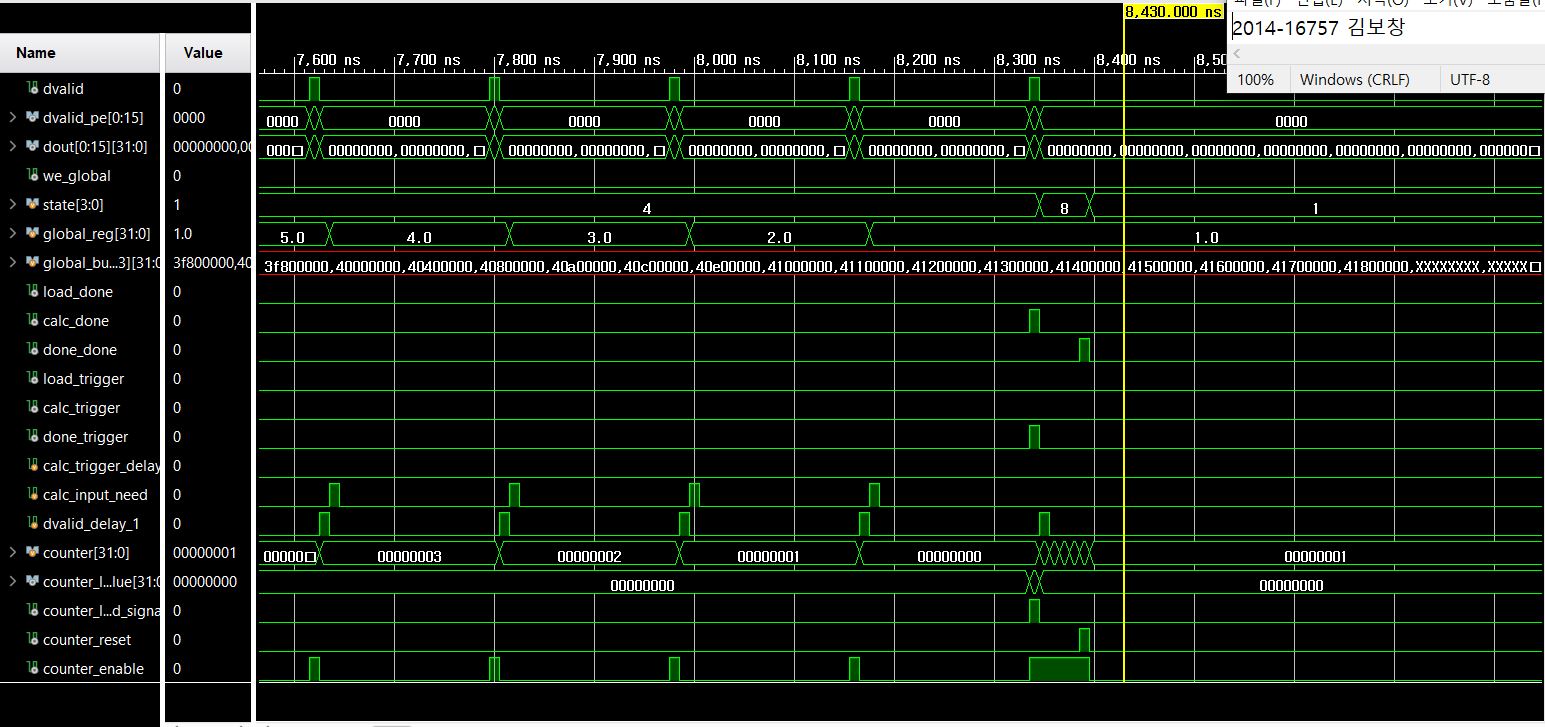 8,430.000 ns
2014-16757 김보창
100% Windows (CRLF) UTF-8
Name Value
7,600 ns 7,700 ns 7,800 ns 7,900 ns 8,000 ns 8,100 ns 8,200 ns 8,300 ns 8,400 ns 8,50
dvalid 0
dvalid_pe[0:15] 0000 0000 0000 0000 0000 0000 0000
dout[0:15][31:0] 00000000,00 000 00000000,00000000, 00000000,00000000, 00000000,00000000, 00000000,00000000, 00000000,00000000,00000000,00000000,00000000,00000000,000000
we_global 0
state[3:0] 1 4 8 1
global_reg[31:0] 1.0 5.0 4.0 3.0 2.0 1.0
global_bu...3][31:0 3f800000,40 3f800000,40000000,40400000,40800000,40a00000,40c00000,40e00000,41000000,41100000,41200000,41300000,41400000,41500000,41600000,41700000,41800000,XXXXXXXX,XXXXX
load_done 0
calc_done 0
done_done 0
load_trigger 0
calc_trigger 0
done_trigger 0
calc_trigger_delay 0
calc_input_need 0
dvalid_delay_1 0
counter[31:0] 00000001 00000 00000003 00000002 00000001 00000000 00000001
counter_l...lue[31:0 00000000 00000000 00000000
counter_l...d_signa 0
counter_reset 0
counter_enable 0